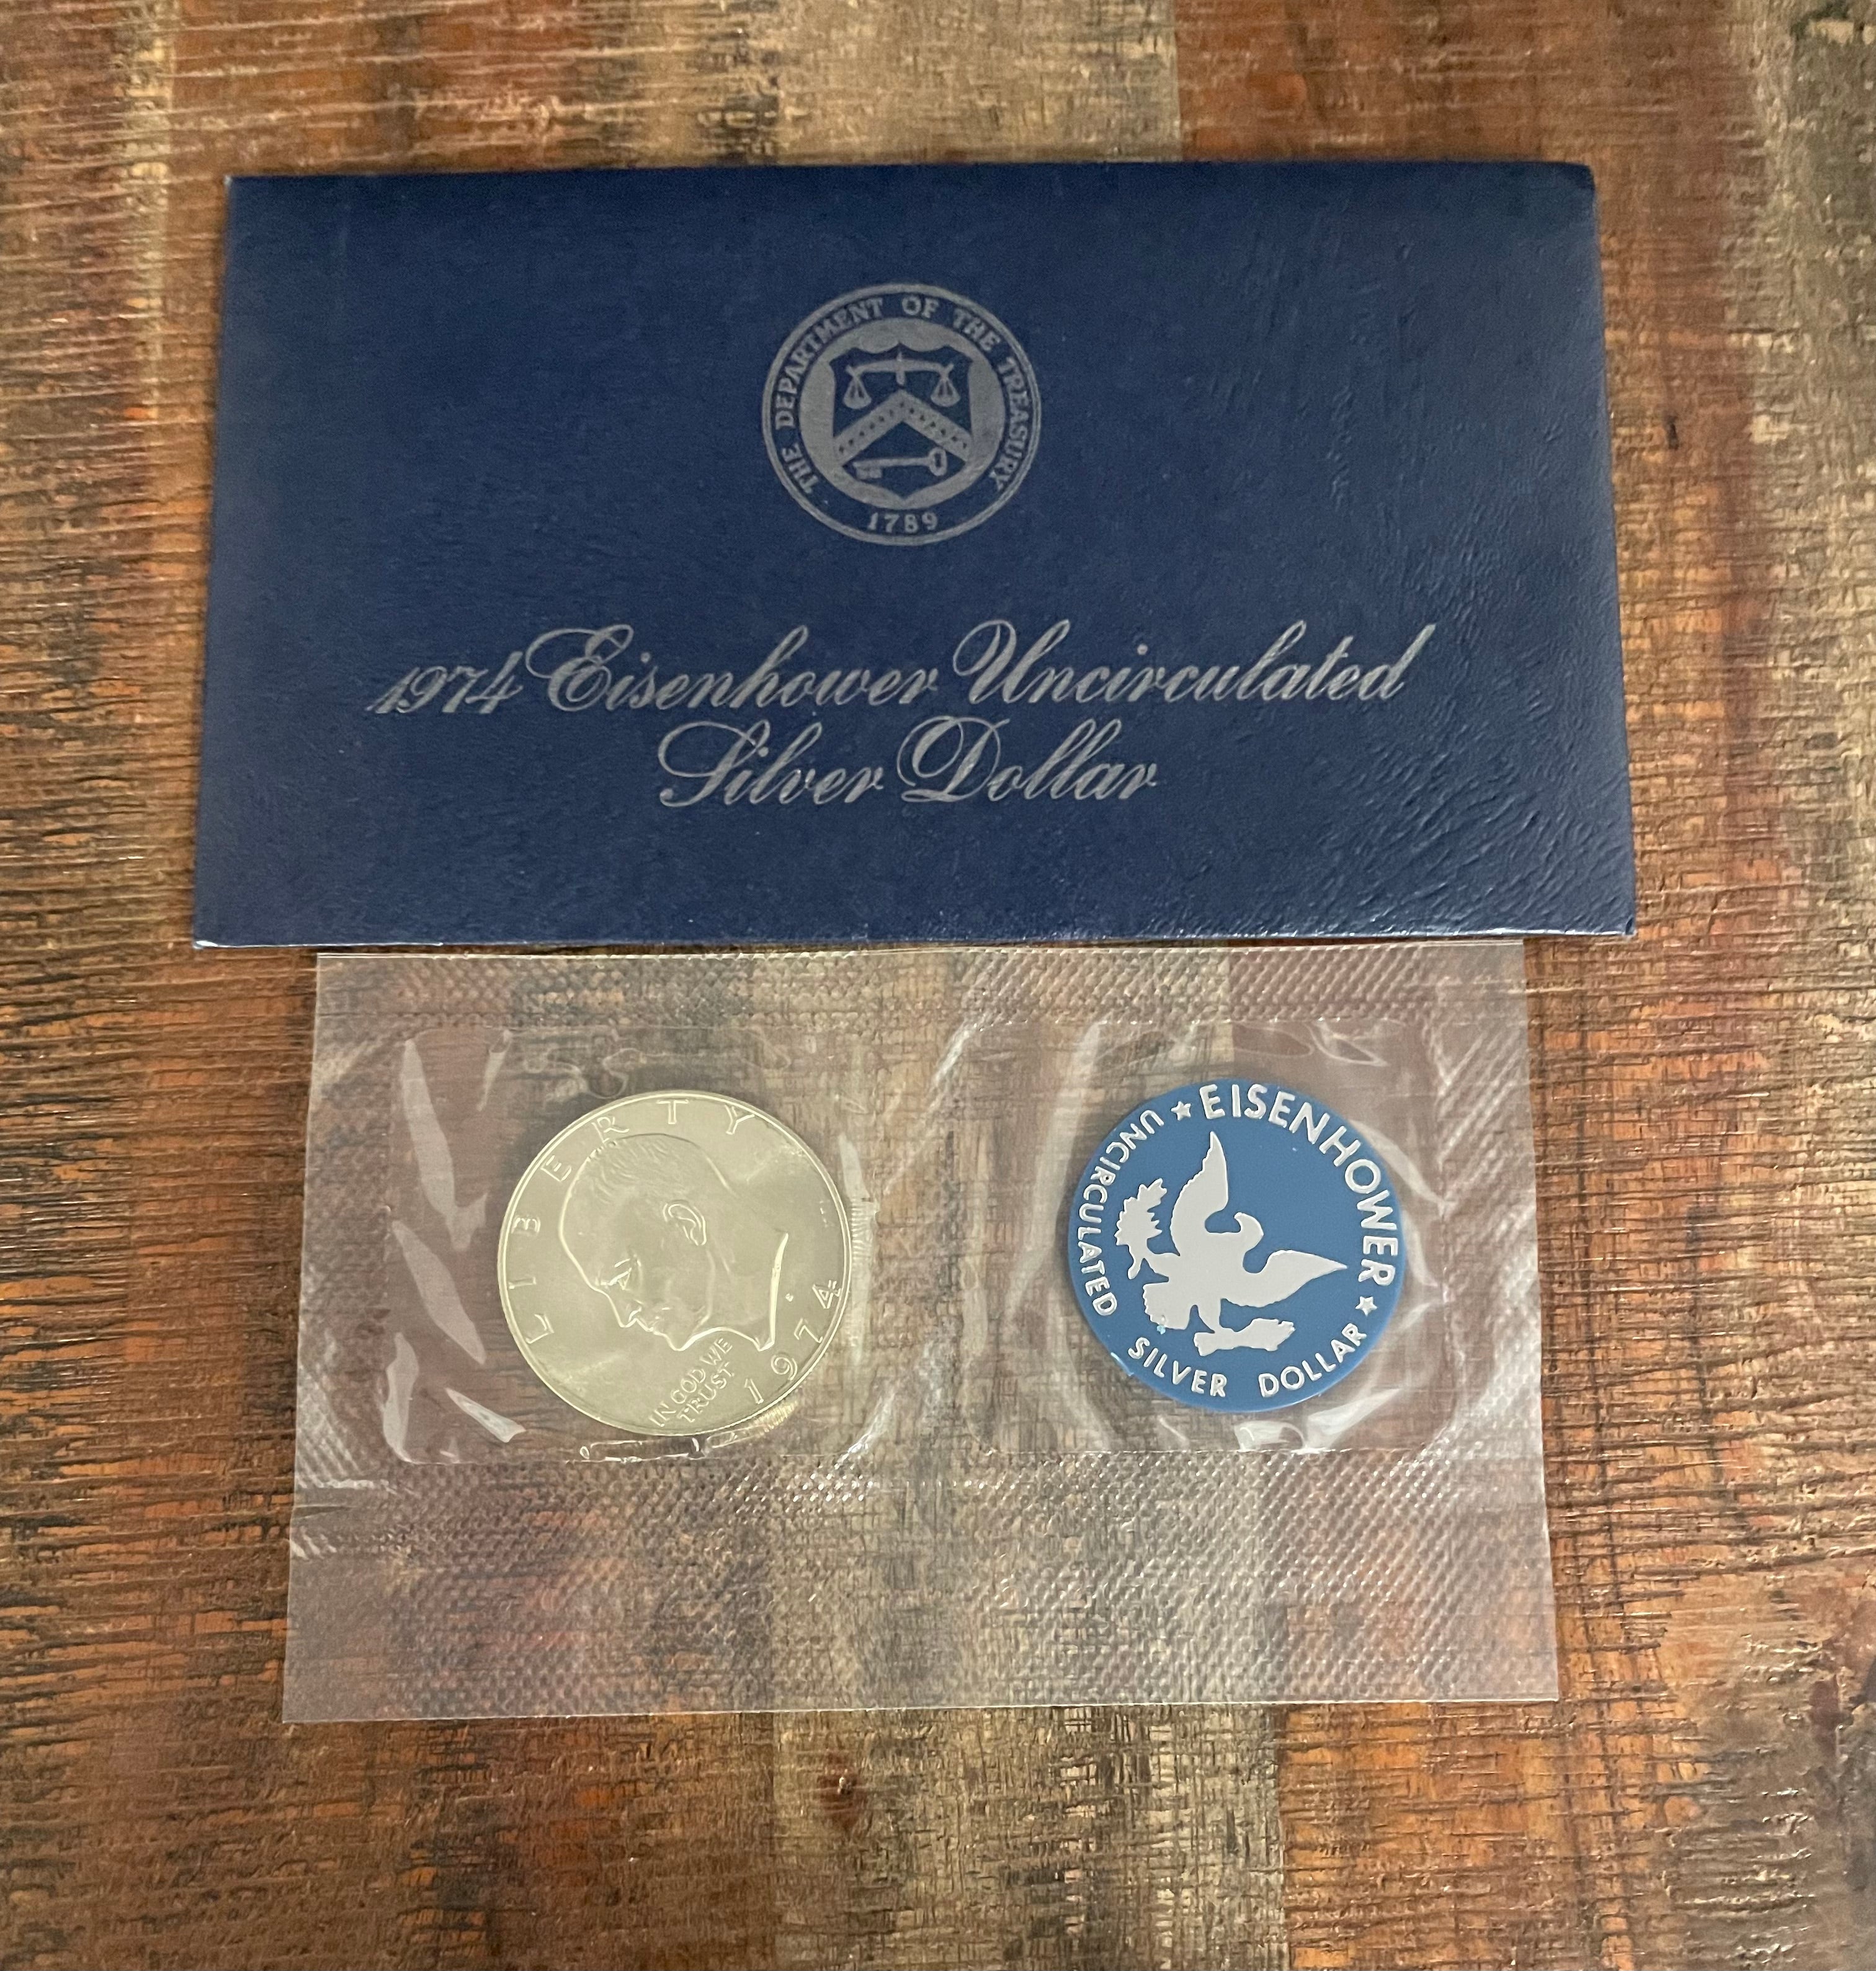 THE DEPARTMENT OF THE TREASURY
1789
1974 Eisenhower Uncirculated
Silver Dollar
LIBERTY
IN GOD WE
TRUST
1974
EISENHOWER
UNCIRCULATED SILVER DOLLAR